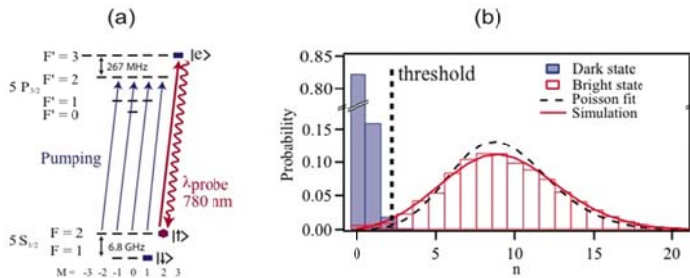 (a)
F' = 3
|e⟩
267 MHz
F' = 2
5 P3/2
F' = 1
F' = 0
Pumping
λprobe
780 nm
F = 2
|↑⟩
5 S1/2
6.8 GHz
F = 1
|↓⟩
M = -3 -2 -1 0 1 2 3
(b)
0.85
0.80
0.15
0.10
0.05
0.00
Probability
threshold
Dark state
Bright state
Poisson fit
Simulation
0 5 10 15 20
n